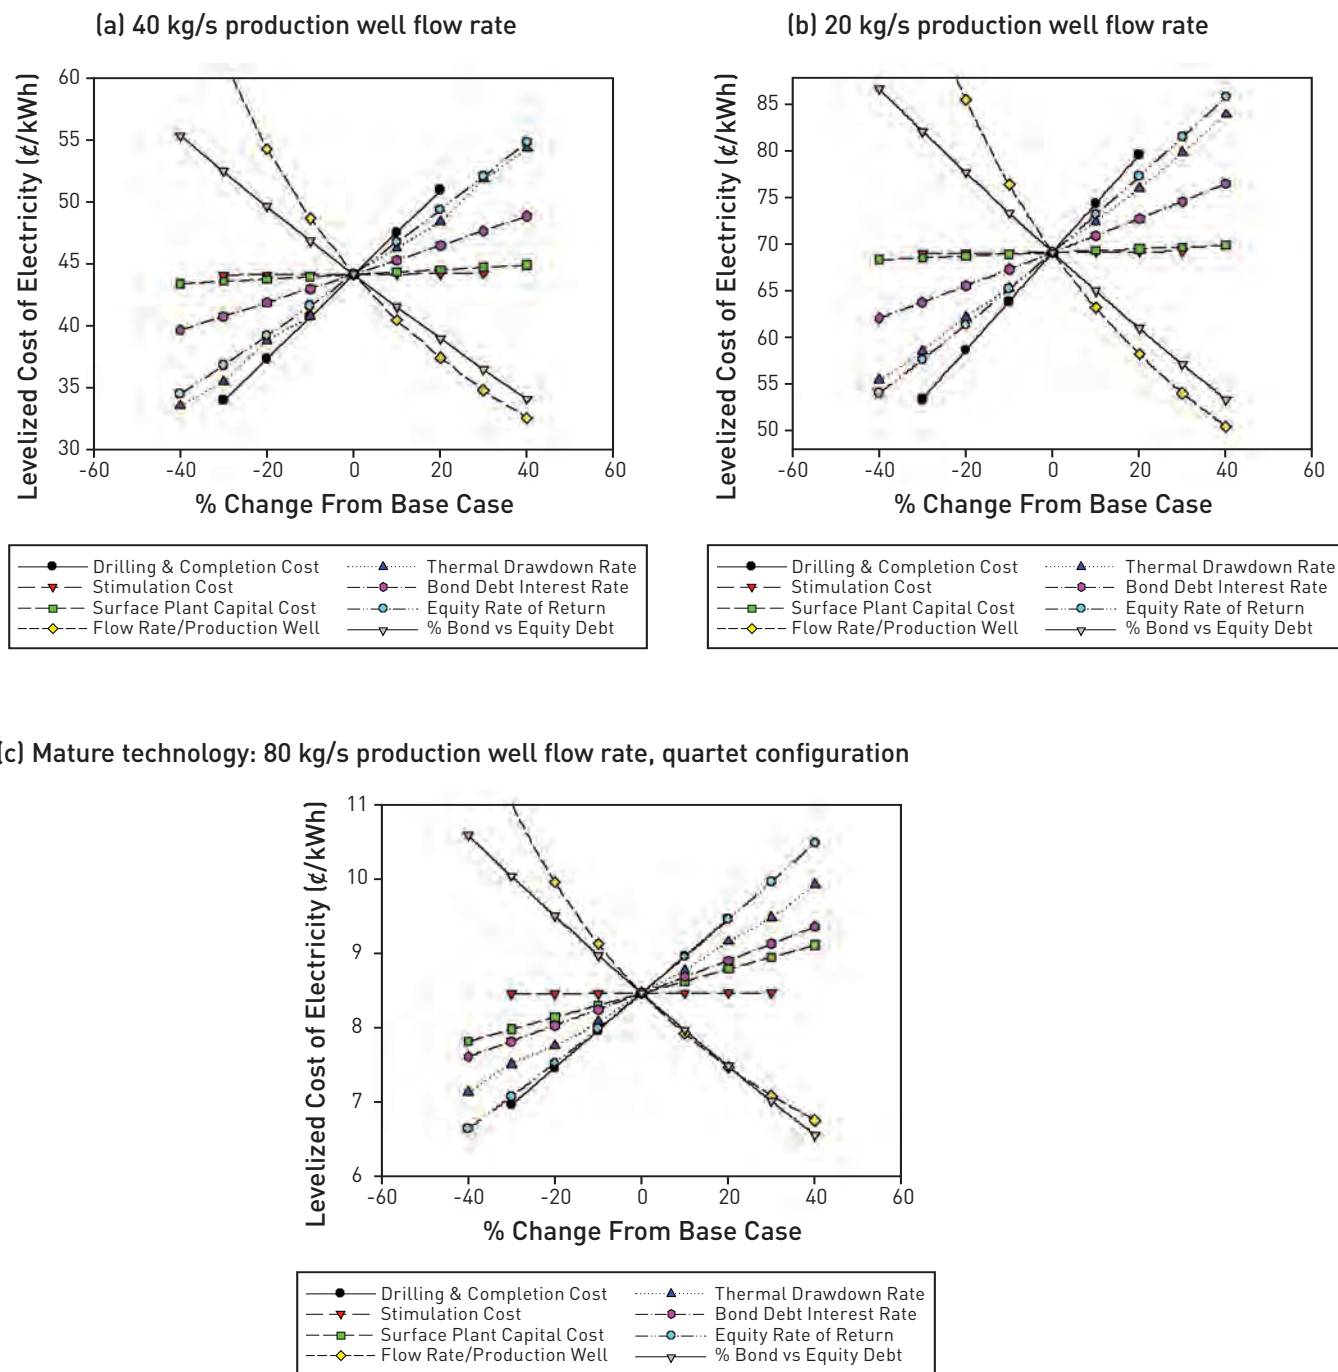 (a) 40 kg/s production well flow rate
Levelized Cost of Electricity (¢/kWh)
60
55
50
45
40
35
30
-60 -40 -20 0 20 40 60
% Change From Base Case
Drilling & Completion Cost Thermal Drawdown Rate
Stimulation Cost Bond Debt Interest Rate
Surface Plant Capital Cost Equity Rate of Return
Flow Rate/Production Well % Bond vs Equity Debt
(b) 20 kg/s production well flow rate
Levelized Cost of Electricity (¢/kWh)
85
80
75
70
65
60
55
50
-60 -40 -20 0 20 40 60
% Change From Base Case
Drilling & Completion Cost Thermal Drawdown Rate
Stimulation Cost Bond Debt Interest Rate
Surface Plant Capital Cost Equity Rate of Return
Flow Rate/Production Well % Bond vs Equity Debt
(c) Mature technology: 80 kg/s production well flow rate, quartet configuration
Levelized Cost of Electricity (¢/kWh)
11
10
9
8
7
6
-60 -40 -20 0 20 40 60
% Change From Base Case
Drilling & Completion Cost Thermal Drawdown Rate
Stimulation Cost Bond Debt Interest Rate
Surface Plant Capital Cost Equity Rate of Return
Flow Rate/Production Well % Bond vs Equity Debt